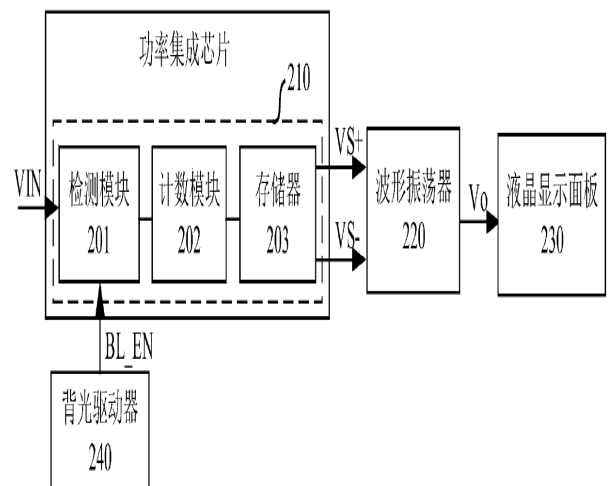 功率集成芯片
210
VIN
检测模块
201
计数模块
202
存储器
203
VS+
VS-
波形振荡器
220
Vo
液晶显示面板
230
BL_EN
背光驱动器
240